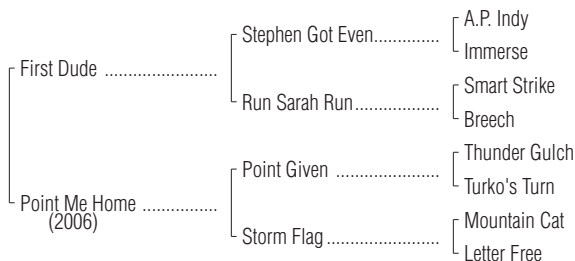 A.P. Indy
Stephen Got Even..............
Immerse
First Dude ........................
Smart Strike
Run Sarah Run..................
Breech
Thunder Gulch
Point Given ......................
Turko's Turn
Point Me Home ................
(2006)
Mountain Cat
Storm Flag........................
Letter Free